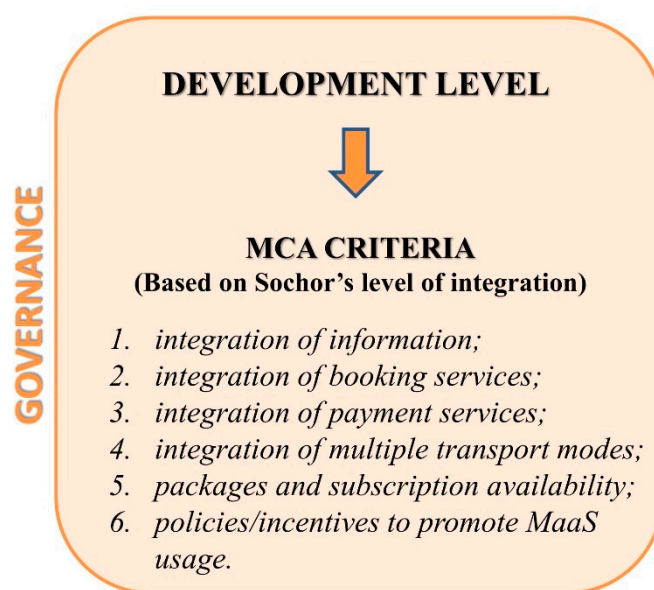 GOVERNANCE
DEVELOPMENT LEVEL
MCA CRITERIA
(Based on Sochor’s level of integration)
1. integration of information;
2. integration of booking services;
3. integration of payment services;
4. integration of multiple transport modes;
5. packages and subscription availability;
6. policies/incentives to promote MaaS
usage.